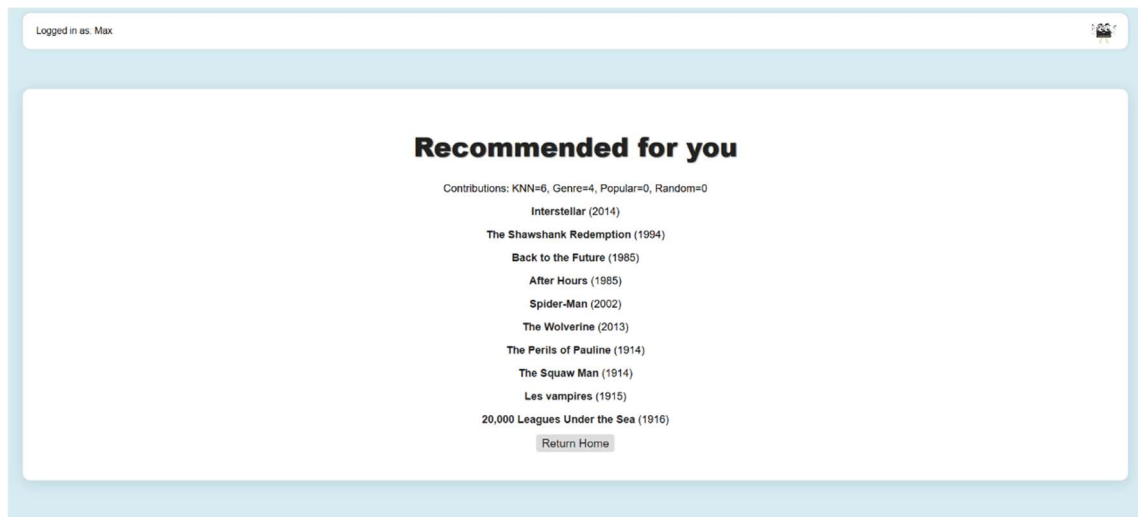 Logged in as: Max
Recommended for you
Contributions: KNN=6, Genre=4, Popular=0, Random=0
Interstellar (2014)
The Shawshank Redemption (1994)
Back to the Future (1985)
After Hours (1985)
Spider-Man (2002)
The Wolverine (2013)
The Perils of Pauline (1914)
The Squaw Man (1914)
Les vampires (1915)
20,000 Leagues Under the Sea (1916)
Return Home